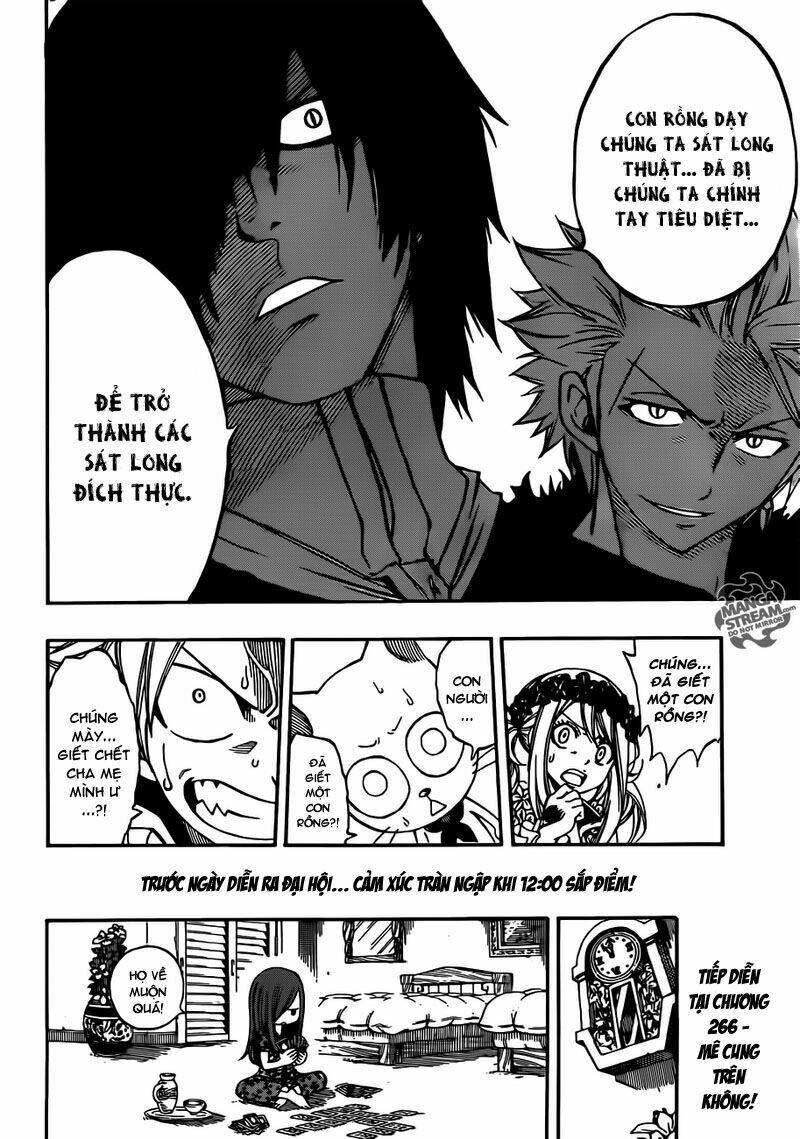 CON RỒNG DẠY
CHÚNG TA SÁT LONG
THUẬT... ĐÃ BỊ
CHÚNG TA CHÍNH
TAY TIÊU DIỆT...
ĐỂ TRỞ
THÀNH CÁC
SÁT LONG
ĐÍCH THỰC.
MANGA
STREAM.com
DO NOT MIRROR
CHÚNG...
ĐÃ GIẾT
MỘT CON
RỒNG?!
CON
NGƯỜI
...
ĐÃ
GIẾT
MỘT
CON
RỒNG?!
CHÚNG
MÀY...
GIẾT CHẾT
CHA MẸ
MÌNH Ư
...?!
TRƯỚC NGÀY DIỄN RA ĐẠI HỘI... CẢM XÚC TRÀN NGẬP KHI 12:00 SẮP ĐIỂM!
HỌ VỀ
MUỘN
QUÁ!
TIẾP DIỄN
TẠI CHƯƠNG
266 -
MÊ CUNG
TRÊN
KHÔNG!